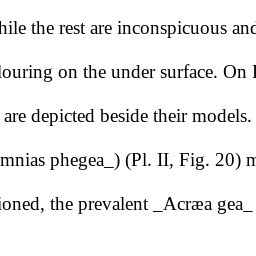 hile the rest are inconspicuous and
louring on the under surface. On
are depicted beside their models.
mnias phegea_) (Pl. II, Fig. 20)
ioned, the prevalent _Acræa gea_